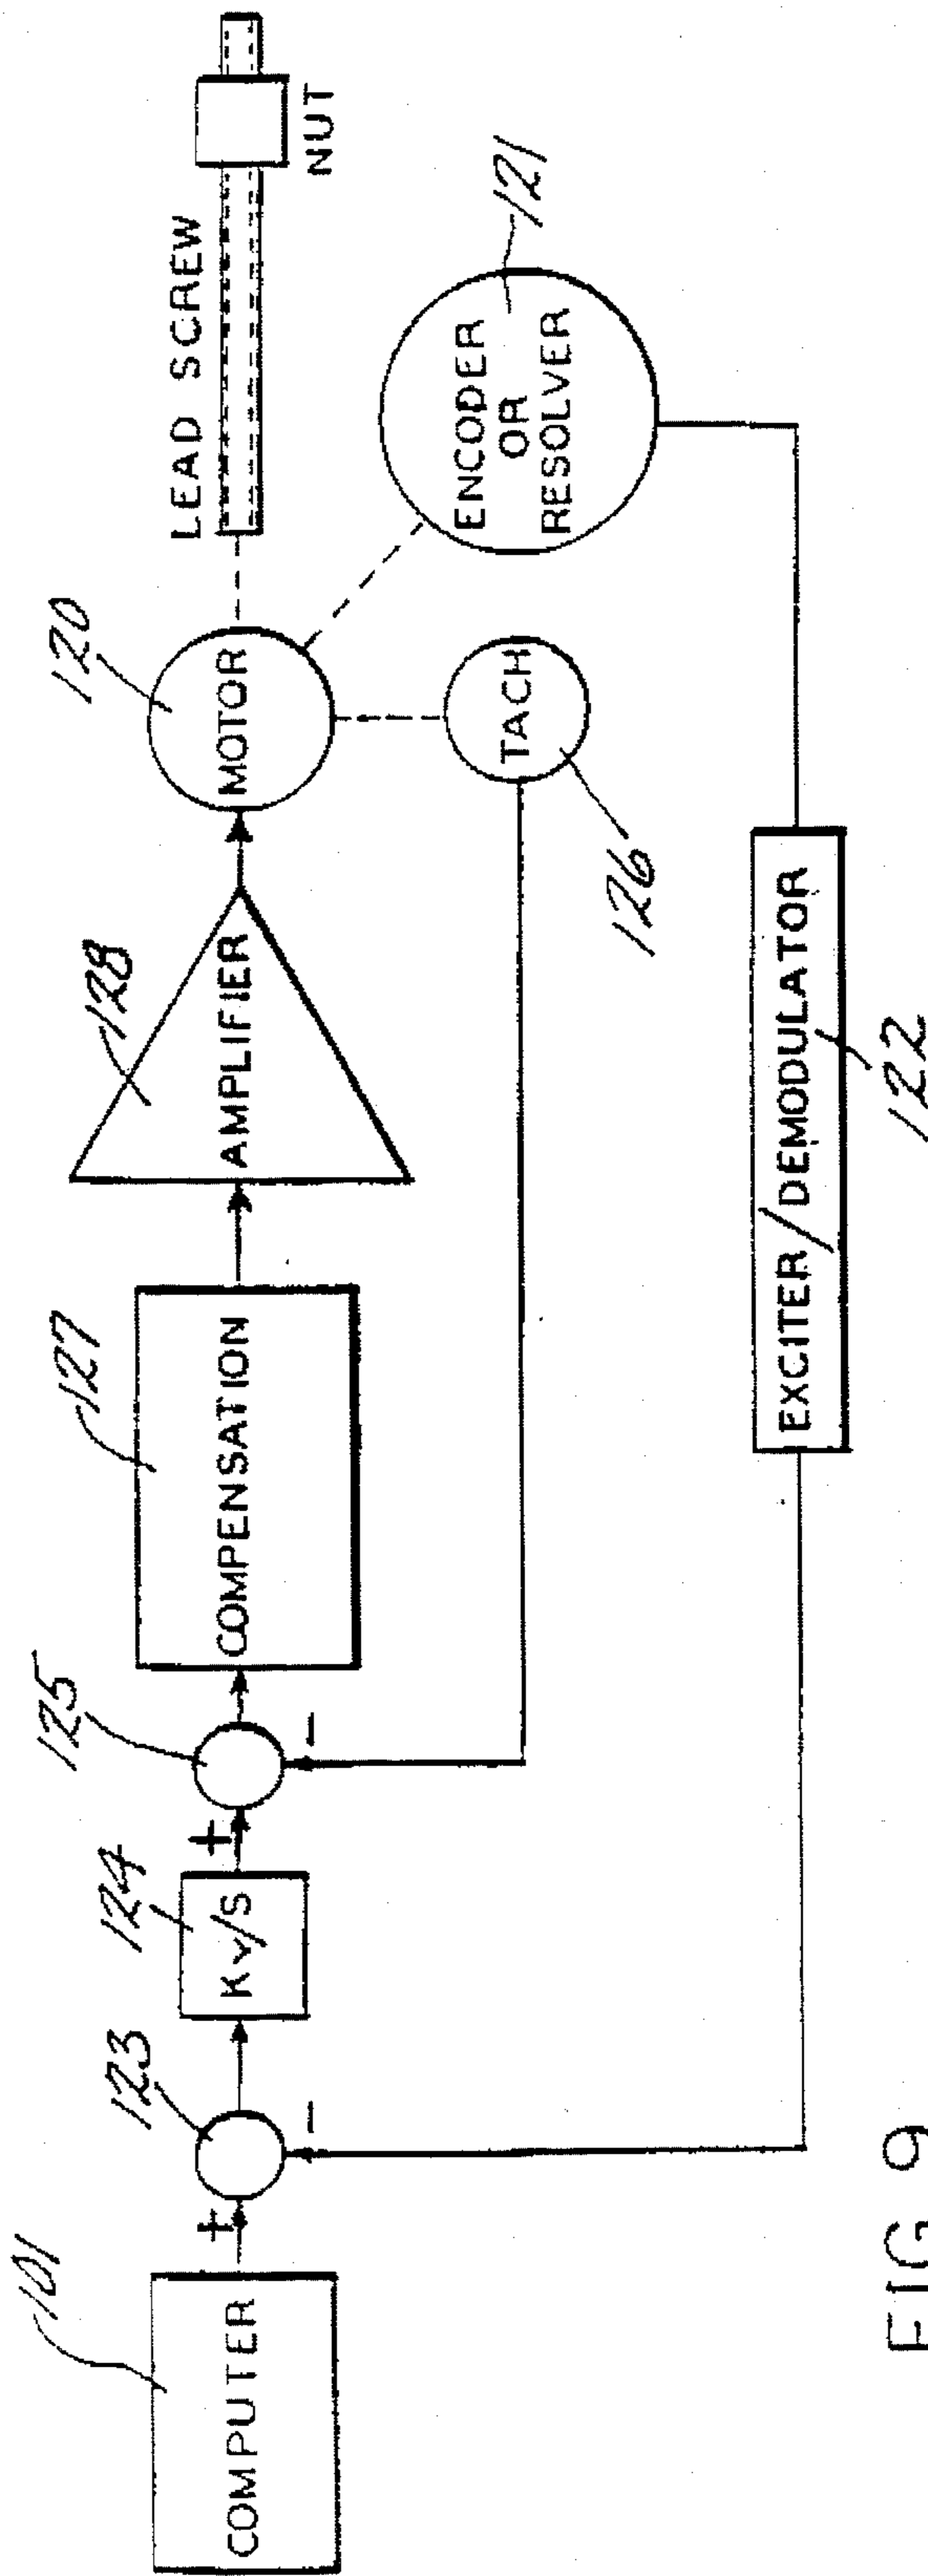 101
COMPUTER
+
123
-
124
Kv/S
+
125
-
127
COMPENSATION
128
AMPLIFIER
120
MOTOR
LEAD SCREW
NUT
TACH
126
ENCODER
OR
RESOLVER
121
EXCITER/DEMODULATOR
122
FIG 9